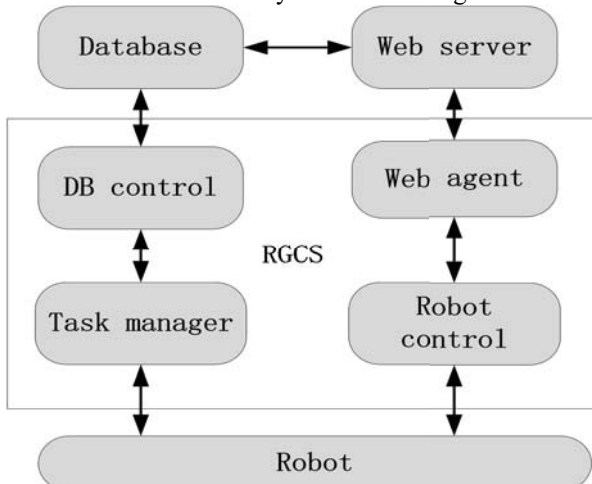 Database
Web server
DB control
Web agent
RGCS
Task manager
Robot
control
Robot